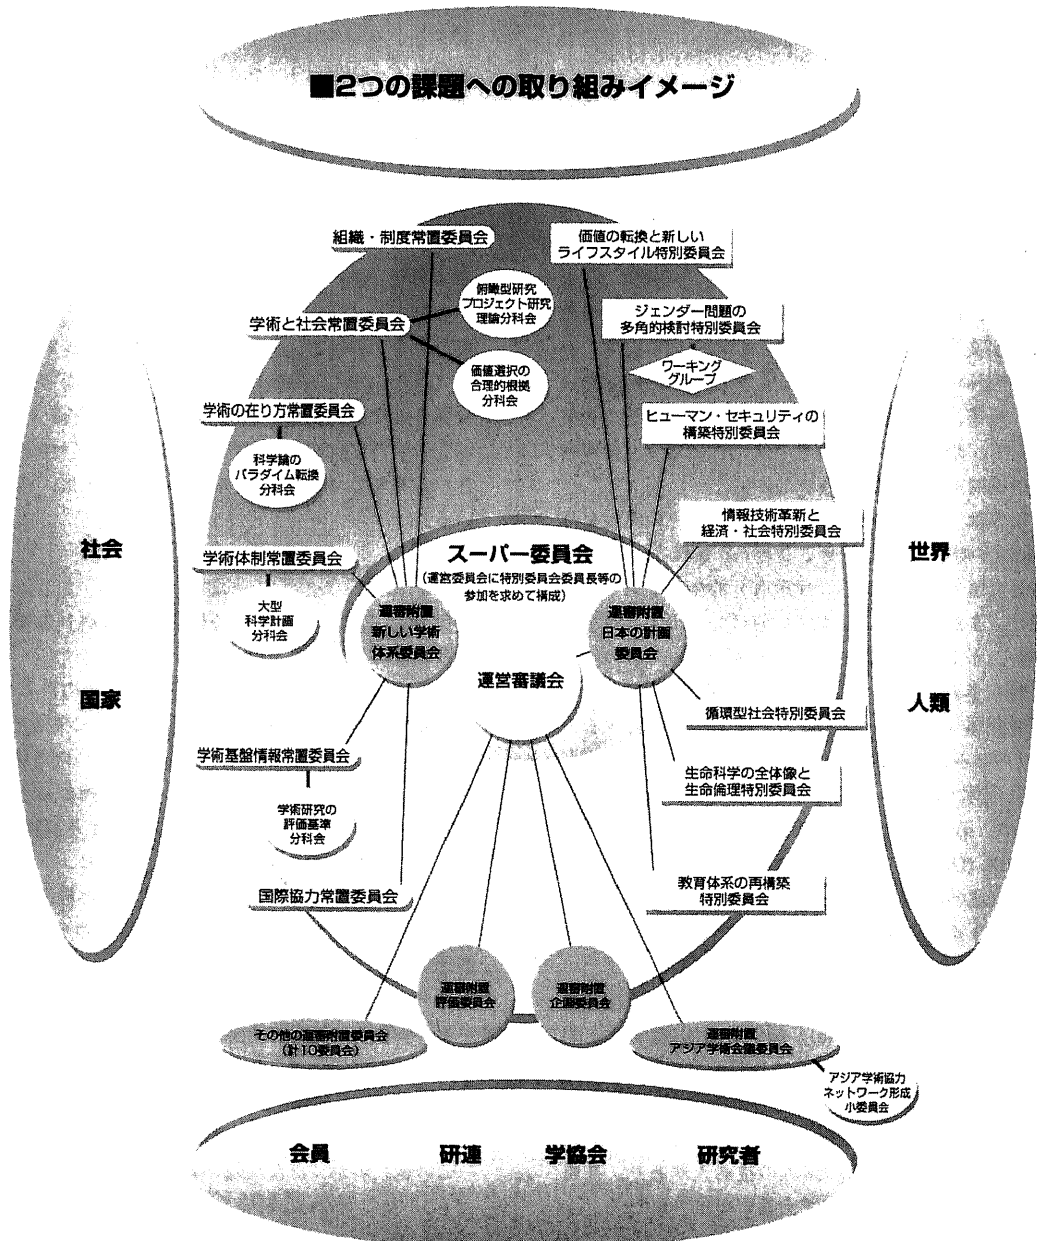 ■2つの課題への取り組みイメージ
組織・制度常置委員会
価値の転換と新しい
ライフスタイル特別委員会
俯瞰型研究
プロジェクト研究
理論分科会
学術と社会常置委員会
ジェンダー問題の
多角的検討特別委員会
ワーキング
グループ
価値選択の
合理的根拠
分科会
学術の在り方常置委員会
ヒューマン・セキュリティの
構築特別委員会
科学論の
パラダイム転換
分科会
情報技術革新と
経済・社会特別委員会
社会
国家
世界
人類
スーパー委員会
(運営委員会に特別委員会委員長等の
参加を求めて構成)
学術体制常置委員会
大型
科学計画
分科会
運審附置
新しい学術
体系委員会
運審附置
日本の計画
委員会
運営審議会
循環型社会特別委員会
学術基盤情報常置委員会
生命科学の全体像と
生命倫理特別委員会
学術研究の
評価基準
分科会
国際協力常置委員会
教育体系の再構築
特別委員会
運審附置
評価委員会
運審附置
企画委員会
その他の運審附置委員会
(計10委員会)
運審附置
アジア学術会議委員会
アジア学術協力
ネットワーク形成
小委員会
会員
研連
学協会
研究者